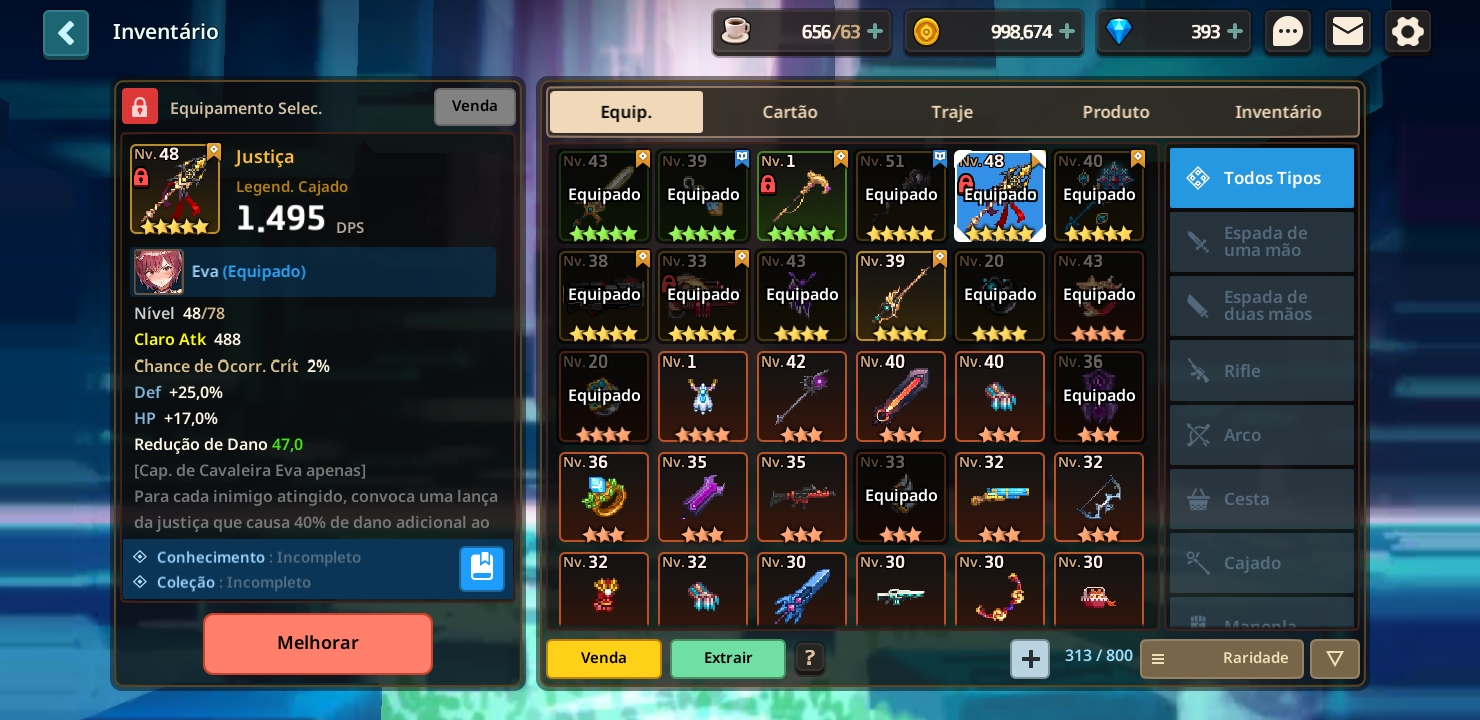 Inventário
656/63
998,674
393
Equipamento Selec.
Venda
Nv. 48
Justiça
Legend. Cajado
1.495 DPS
Eva (Equipado)
Nível 48/78
Claro Atk 488
Chance de Ocorr. Crít 2%
Def +25,0%
HP +17,0%
Redução de Dano 47,0
[Cap. de Cavaleira Eva apenas]
Para cada inimigo atingido, convoca uma lança
da justiça que causa 40% de dano adicional ao
Conhecimento : Incompleto
Coleção : Incompleto
Melhorar
Equip.
Cartão
Traje
Produto
Inventário
Nv. 43
Nv. 39
Nv. 1
Nv. 51
Nv. 48
Nv. 40
Equipado
Equipado
Equipado
Equipado
Equipado
Nv. 38
Nv. 33
Nv. 43
Nv. 39
Nv. 20
Nv. 43
Equipado
Equipado
Equipado
Equipado
Equipado
Nv. 20
Nv. 1
Nv. 42
Nv. 40
Nv. 40
Nv. 36
Equipado
Equipado
Nv. 36
Nv. 35
Nv. 35
Nv. 33
Nv. 32
Nv. 32
Equipado
Nv. 32
Nv. 32
Nv. 30
Nv. 30
Nv. 30
Nv. 30
Todos Tipos
Espada de
uma mão
Espada de
duas mãos
Rifle
Arco
Cesta
Cajado
Manopla
Venda
Extrair
?
313 / 800
Raridade